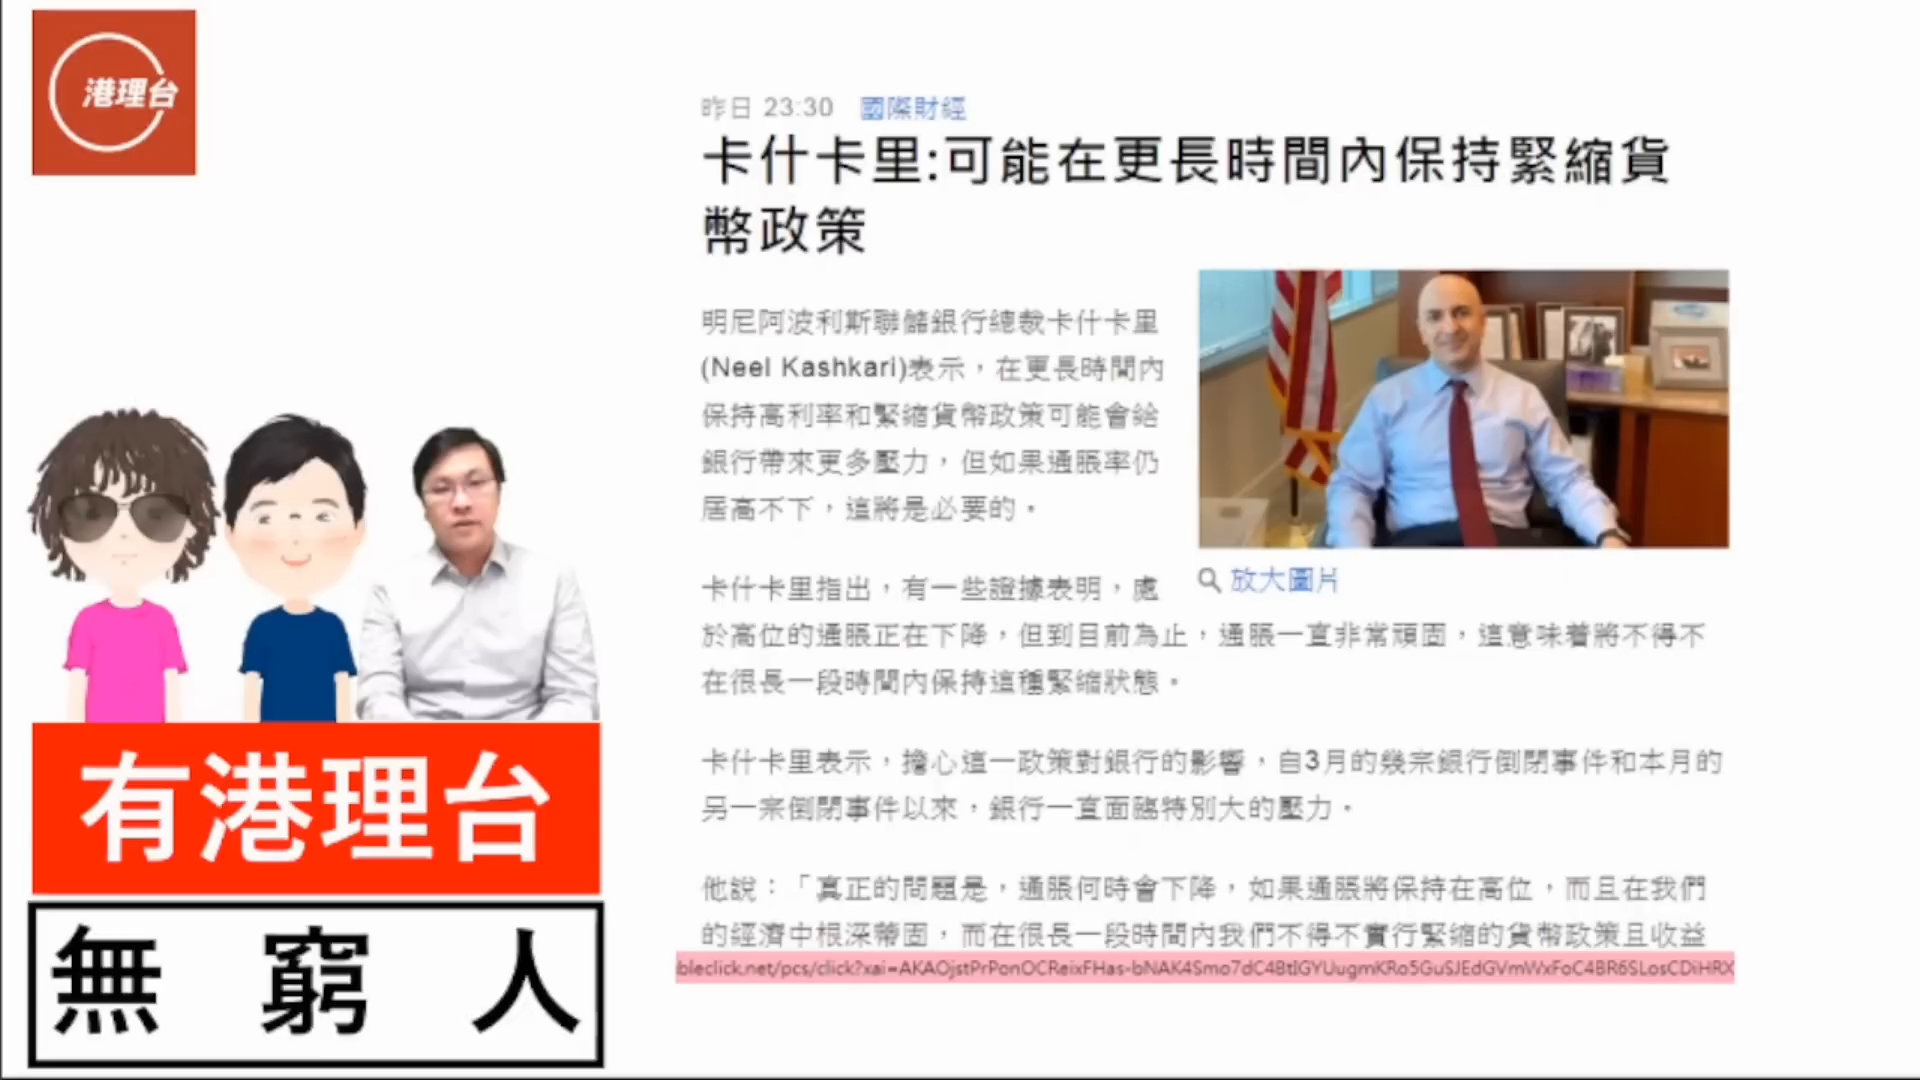 港理台
昨日 23:30 國際財經
卡什卡里:可能在更長時間內保持緊縮貨
幣政策
明尼阿波利斯聯儲銀行總裁卡什卡里
(Neel Kashkari)表示，在更長時間內
保持高利率和緊縮貨幣政策可能會給
銀行帶來更多壓力，但如果通脹率仍
居高不下，這將是必要的。
放大圖片
卡什卡里指出，有一些證據表明，處
於高位的通脹正在下降，但到目前為止，通脹一直非常頑固，這意味着將不得不
在很長一段時間內保持這種緊縮狀態。
卡什卡里表示，擔心這一政策對銀行的影響，自3月的幾宗銀行倒閉事件和本月的
另一宗倒閉事件以來，銀行一直面臨特別大的壓力。
他說：「真正的問題是，通脹何時會下降，如果通脹將保持在高位，而且在我們
的經濟中根深蒂固，而在很長一段時間內我們不得不實行緊縮的貨幣政策且收益
有港理台
無窮人